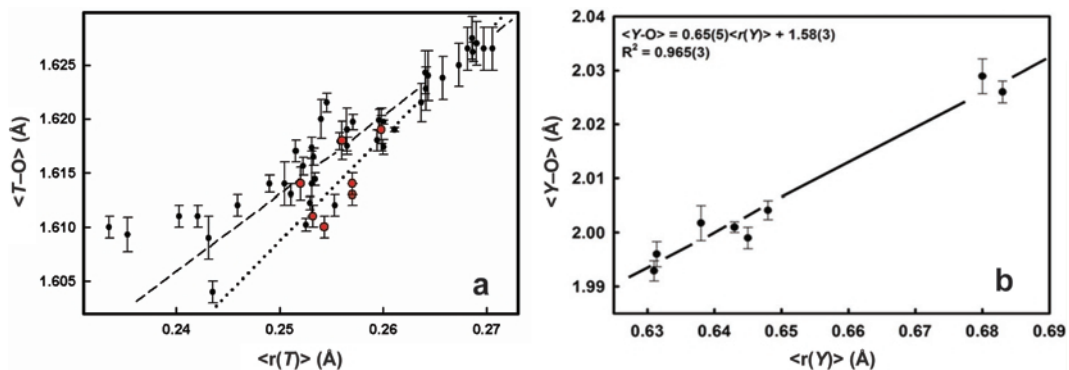 1.625
1.620
1.614
1.610
1.605
<T–O> (Å)
0.24
0.25
0.26
0.27
<r(T)> (Å)
a
<Y-O> = 0.65(5)<r(Y)> + 1.58(3)
R² = 0.965(3)
2.04
2.03
2.02
2.01
2.00
1.99
<Y–O> (Å)
0.63
0.64
0.65
0.66
0.67
0.68
0.69
<r(Y)> (Å)
b